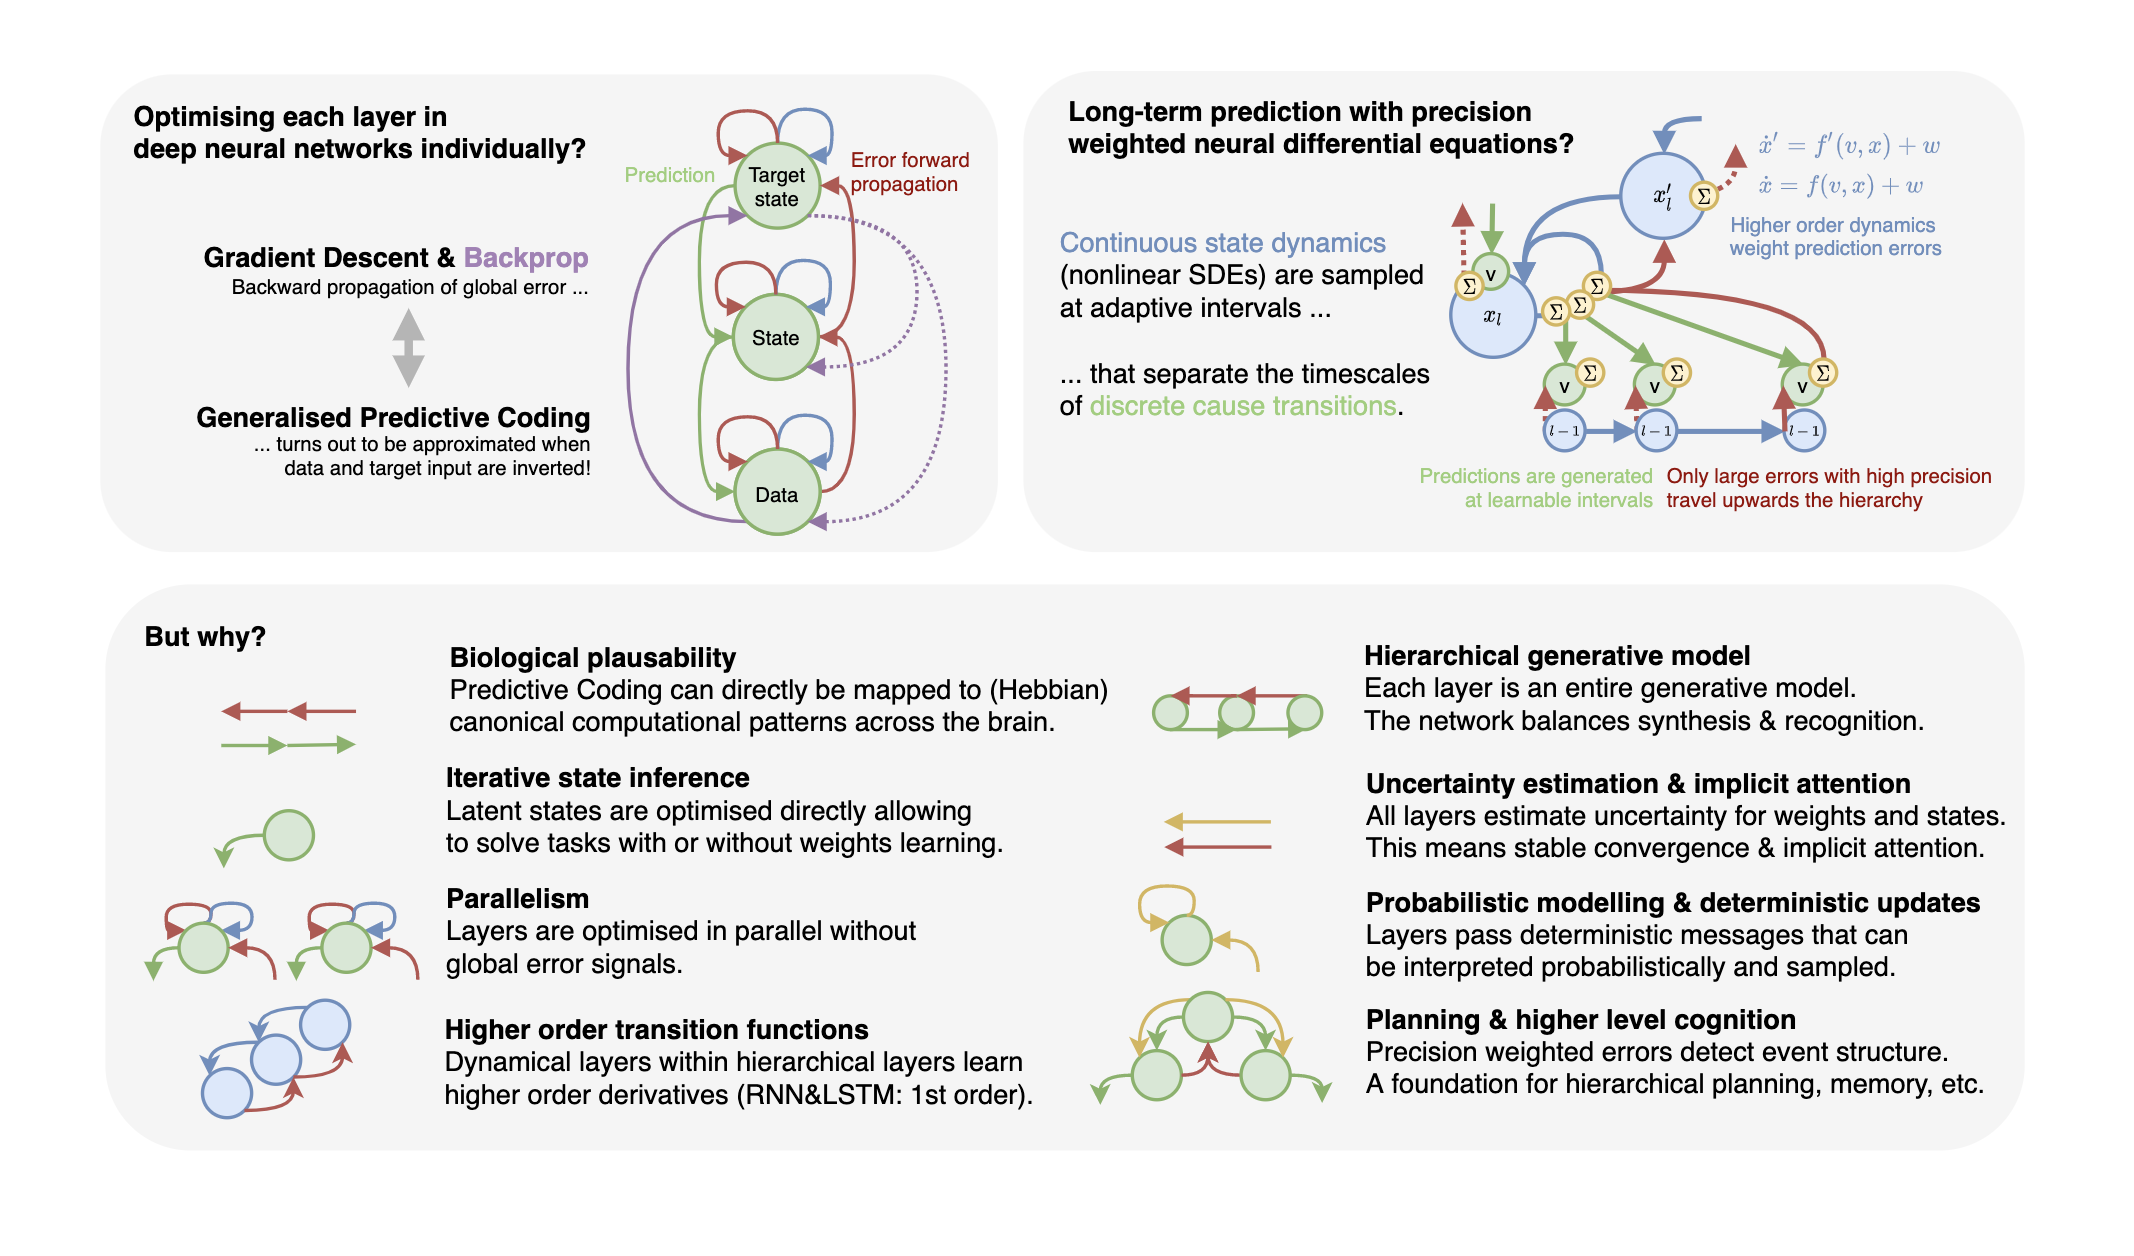 Optimising each layer in
deep neural networks individually?
Prediction
Error forward
propagation
Target
state
Gradient Descent & Backprop
Backward propagation of global error ...
State
Generalised Predictive Coding
... turns out to be approximated when
data and target input are inverted!
Data
Long-term prediction with precision
weighted neural differential equations?
ẋ′ = f′(v, x) + w
ẋ = f(v, x) + w
Higher order dynamics
weight prediction errors
x′_l
Σ
Continuous state dynamics
(nonlinear SDEs) are sampled
at adaptive intervals ...
... that separate the timescales
of discrete cause transitions.
v
Σ
x_l
Σ
Σ
Σ
v
Σ
v
Σ
v
Σ
l−1
l−1
l−1
Predictions are generated
at learnable intervals
Only large errors with high precision
travel upwards the hierarchy
But why?
Biological plausability
Predictive Coding can directly be mapped to (Hebbian)
canonical computational patterns across the brain.
Iterative state inference
Latent states are optimised directly allowing
to solve tasks with or without weights learning.
Parallelism
Layers are optimised in parallel without
global error signals.
Higher order transition functions
Dynamical layers within hierarchical layers learn
higher order derivatives (RNN&LSTM: 1st order).
Hierarchical generative model
Each layer is an entire generative model.
The network balances synthesis & recognition.
Uncertainty estimation & implicit attention
All layers estimate uncertainty for weights and states.
This means stable convergence & implicit attention.
Probabilistic modelling & deterministic updates
Layers pass deterministic messages that can
be interpreted probabilistically and sampled.
Planning & higher level cognition
Precision weighted errors detect event structure.
A foundation for hierarchical planning, memory, etc.